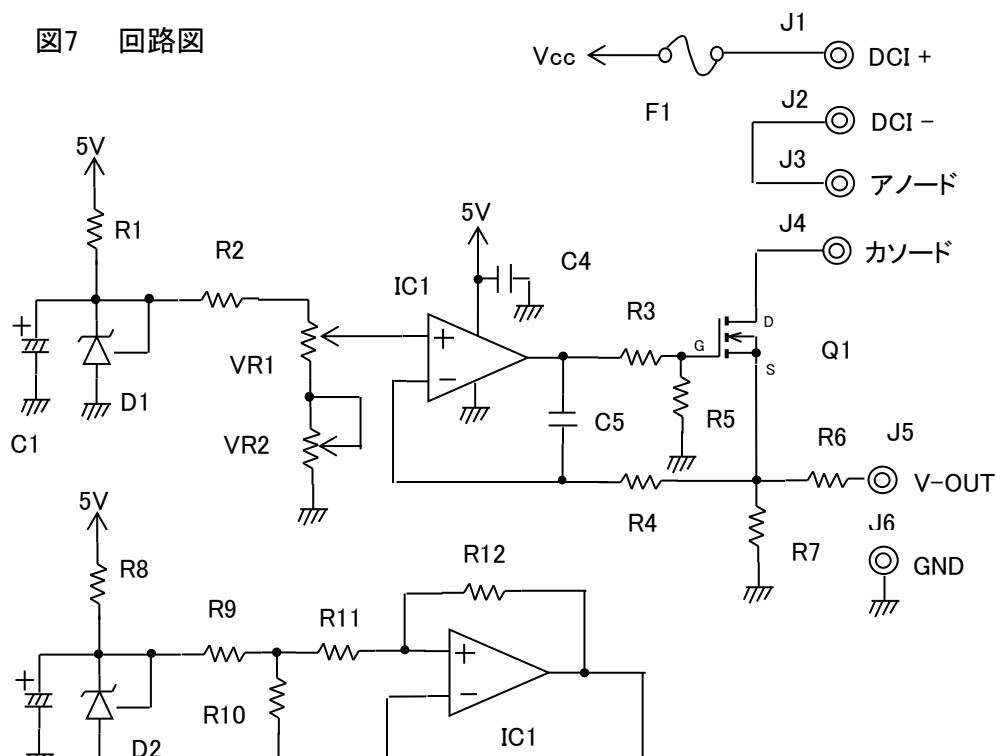 図7 回路図
J1
Vcc
DCI +
F1
J2
DCI −
J3
アノード
5V
J4
カソード
R1
R2
5V
C4
IC1
R3
D
+
+
G
Q1
VR1
−
S
D1
R5
C1
C5
VR2
R6
J5
V-OUT
5V
R4
J6
R12
R7
GND
R8
R9
R11
+
+
−
R10
IC1
D2